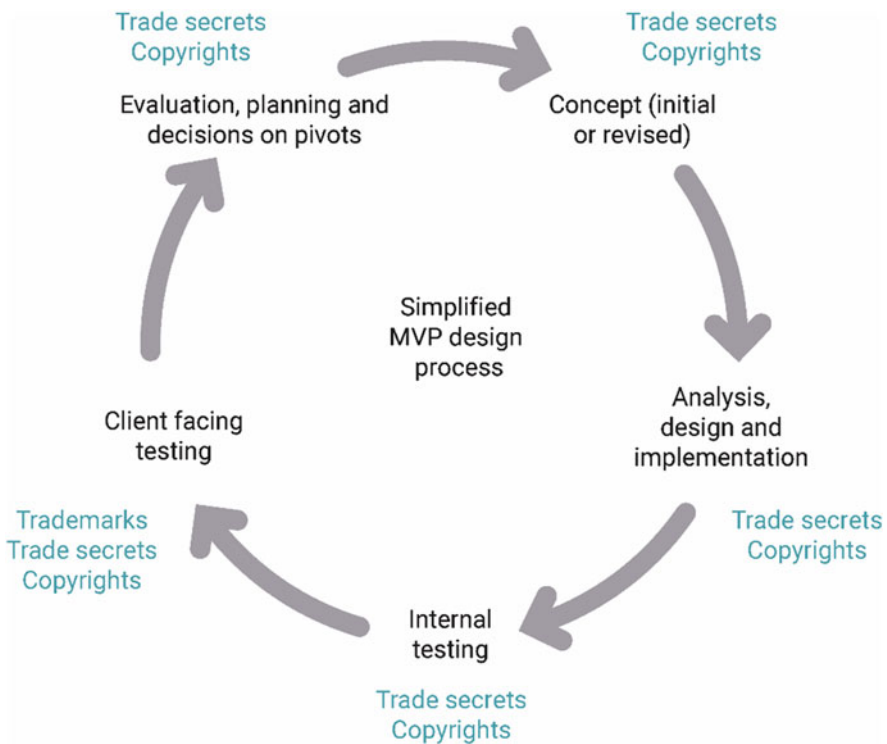 Trade secrets
Copyrights
Evaluation, planning and
decisions on pivots
Trade secrets
Copyrights
Concept (initial
or revised)
Simplified
MVP design
process
Analysis,
design and
implementation
Trade secrets
Copyrights
Internal
testing
Trade secrets
Copyrights
Client facing
testing
Trademarks
Trade secrets
Copyrights